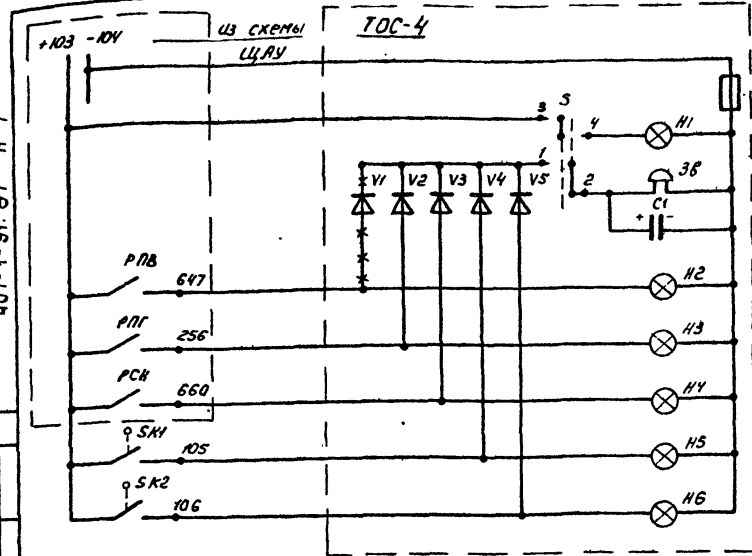 +103 -104
из схемы
ЩАУ
ТОС-4
3 S
4 H1
1
V1 V2 V3 V4 V5
2 Зв
C1
+ -
РПВ 647 H2
РПГ 256 H3
РСН 660 H4
SK1 105 H5
SK2 106 H6